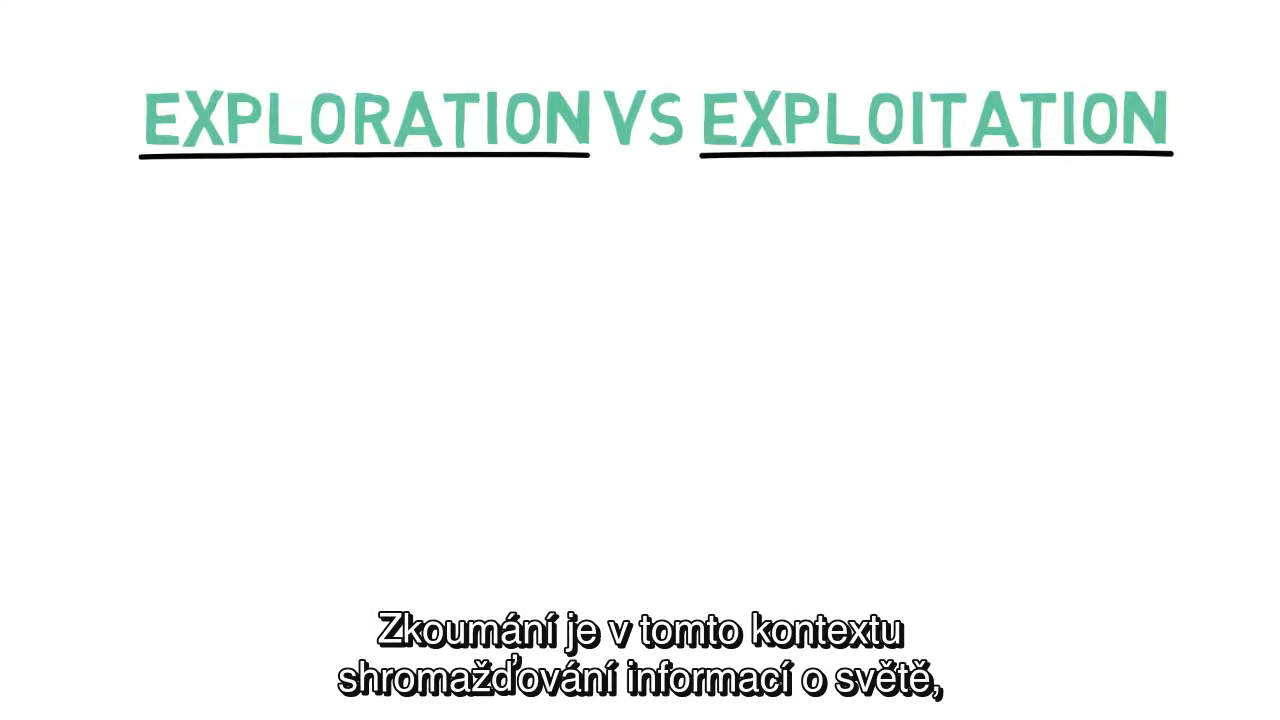 EXPLORATION VS EXPLOITATION
Zkoumání je v tomto kontextu
shromažďování informací o světě,